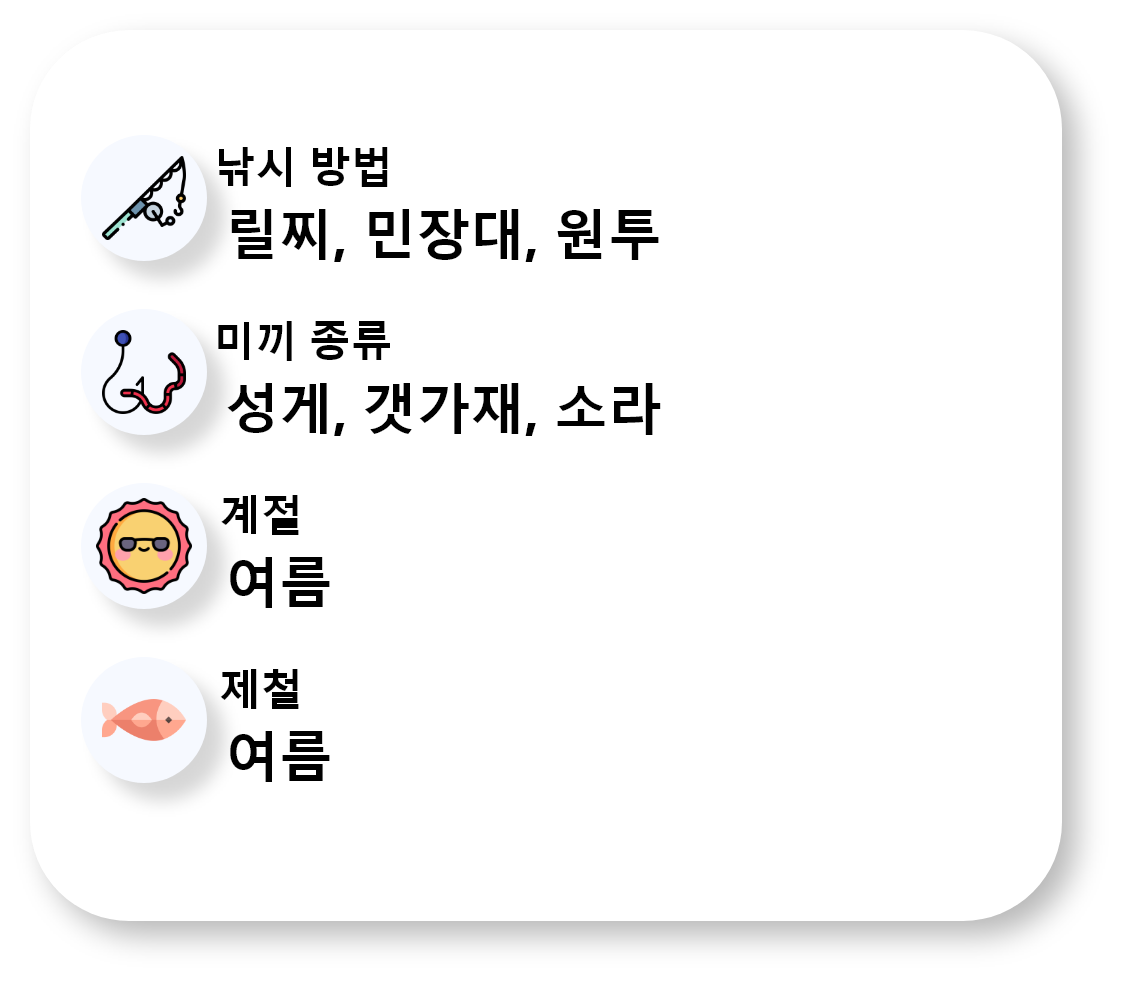 낚시 방법
릴찌, 민장대, 원투
미끼 종류
성게, 갯가재, 소라
계절
여름
제철
여름